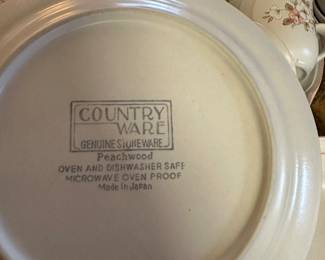 COUNTRY
WARE
GENUINE STONEWARE
Peachwood
OVEN AND DISHWASHER SAFE
MICROWAVE OVEN PROOF
Made in Japan